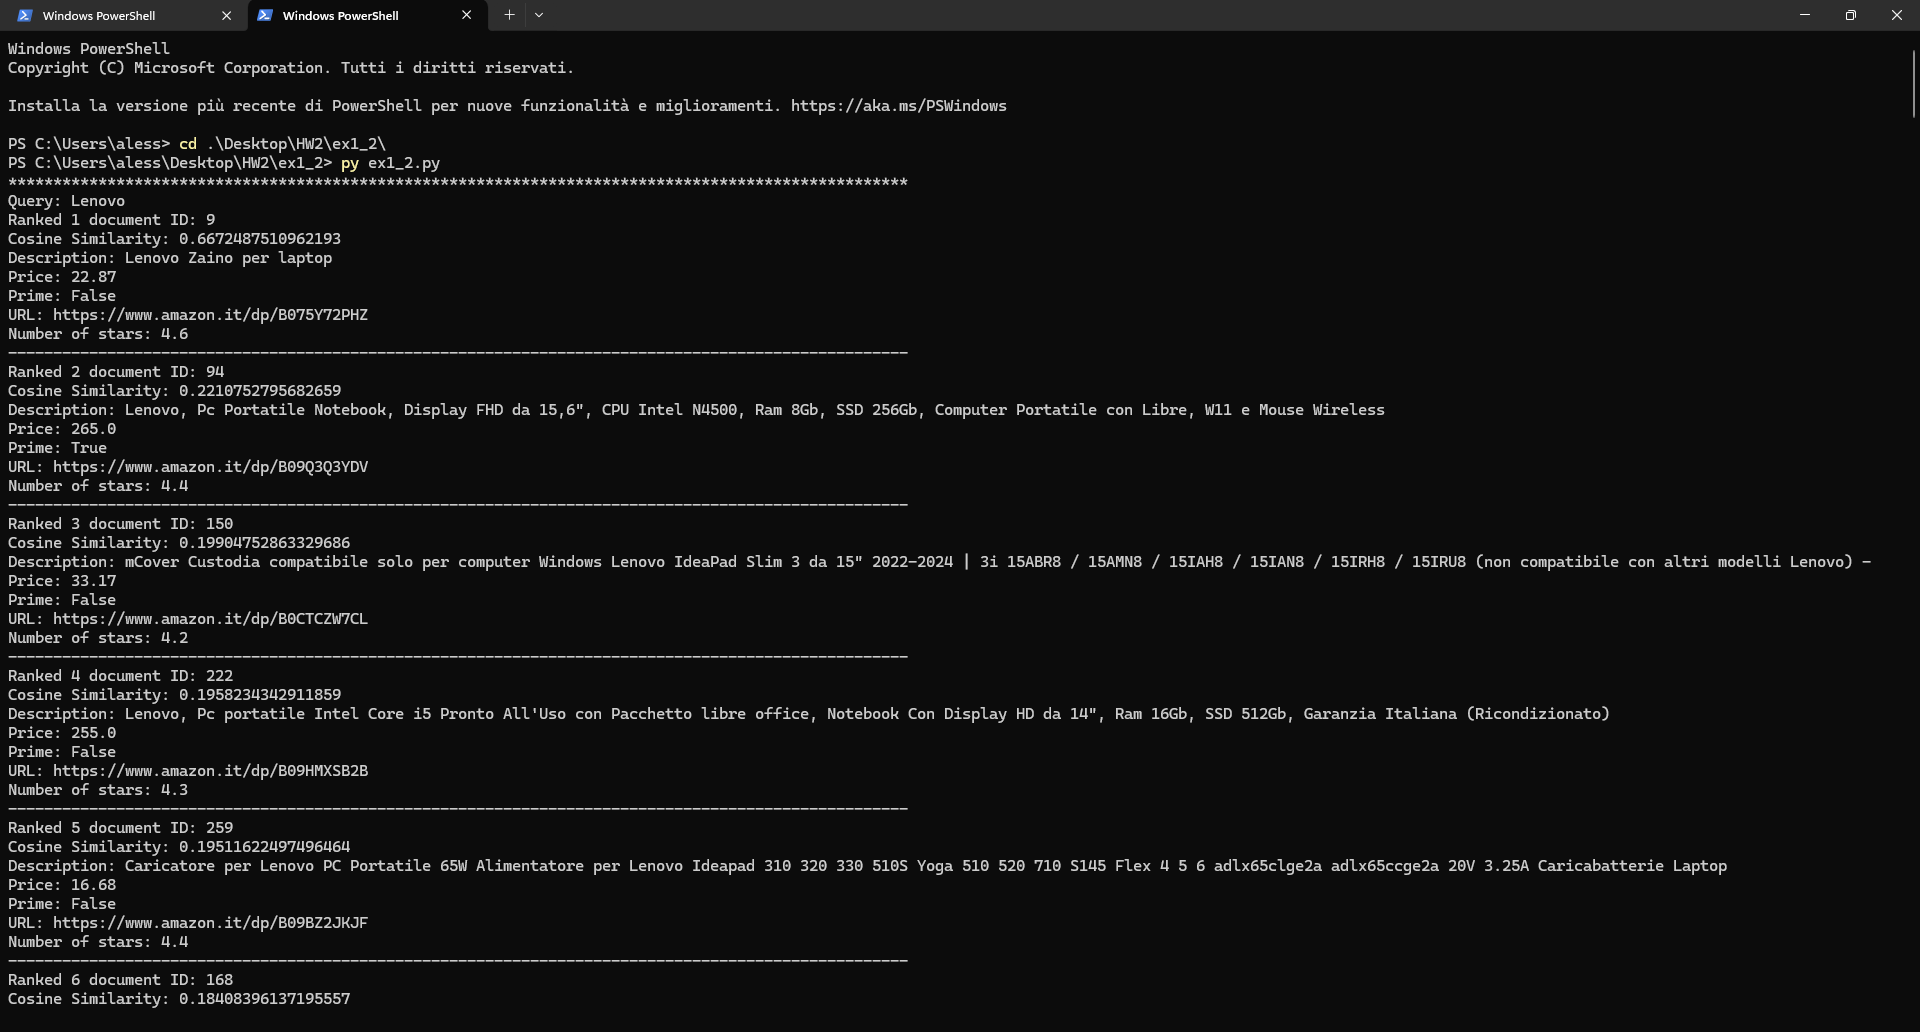 Windows PowerShell
Windows PowerShell
Windows PowerShell
Copyright (C) Microsoft Corporation. Tutti i diritti riservati.
Installa la versione più recente di PowerShell per nuove funzionalità e miglioramenti. https://aka.ms/PSWindows
PS C:\Users\aless> cd .\Desktop\HW2\ex1_2\
PS C:\Users\aless\Desktop\HW2\ex1_2> py ex1_2.py
****************************************************************************************************
Query: Lenovo
Ranked 1 document ID: 9
Cosine Similarity: 0.6672487510962193
Description: Lenovo Zaino per laptop
Price: 22.87
Prime: False
URL: https://www.amazon.it/dp/B075Y72PHZ
Number of stars: 4.6
----------------------------------------------------------------------------------------------------
Ranked 2 document ID: 94
Cosine Similarity: 0.2210752795682659
Description: Lenovo, Pc Portatile Notebook, Display FHD da 15,6", CPU Intel N4500, Ram 8Gb, SSD 256Gb, Computer Portatile con Libre, W11 e Mouse Wireless
Price: 265.0
Prime: True
URL: https://www.amazon.it/dp/B09Q3Q3YDV
Number of stars: 4.4
----------------------------------------------------------------------------------------------------
Ranked 3 document ID: 150
Cosine Similarity: 0.19904752863329686
Description: mCover Custodia compatibile solo per computer Windows Lenovo IdeaPad Slim 3 da 15" 2022-2024 | 3i 15ABR8 / 15AMN8 / 15IAH8 / 15IAN8 / 15IRH8 / 15IRU8 (non compatibile con altri modelli Lenovo) -
Price: 33.17
Prime: False
URL: https://www.amazon.it/dp/B0CTCZW7CL
Number of stars: 4.2
----------------------------------------------------------------------------------------------------
Ranked 4 document ID: 222
Cosine Similarity: 0.1958234342911859
Description: Lenovo, Pc portatile Intel Core i5 Pronto All'Uso con Pacchetto libre office, Notebook Con Display HD da 14", Ram 16Gb, SSD 512Gb, Garanzia Italiana (Ricondizionato)
Price: 255.0
Prime: False
URL: https://www.amazon.it/dp/B09HMXSB2B
Number of stars: 4.3
----------------------------------------------------------------------------------------------------
Ranked 5 document ID: 259
Cosine Similarity: 0.19511622497496464
Description: Caricatore per Lenovo PC Portatile 65W Alimentatore per Lenovo Ideapad 310 320 330 510S Yoga 510 520 710 S145 Flex 4 5 6 adlx65clge2a adlx65ccge2a 20V 3.25A Caricabatterie Laptop
Price: 16.68
Prime: False
URL: https://www.amazon.it/dp/B09BZ2JKJF
Number of stars: 4.4
----------------------------------------------------------------------------------------------------
Ranked 6 document ID: 168
Cosine Similarity: 0.18408396137195557